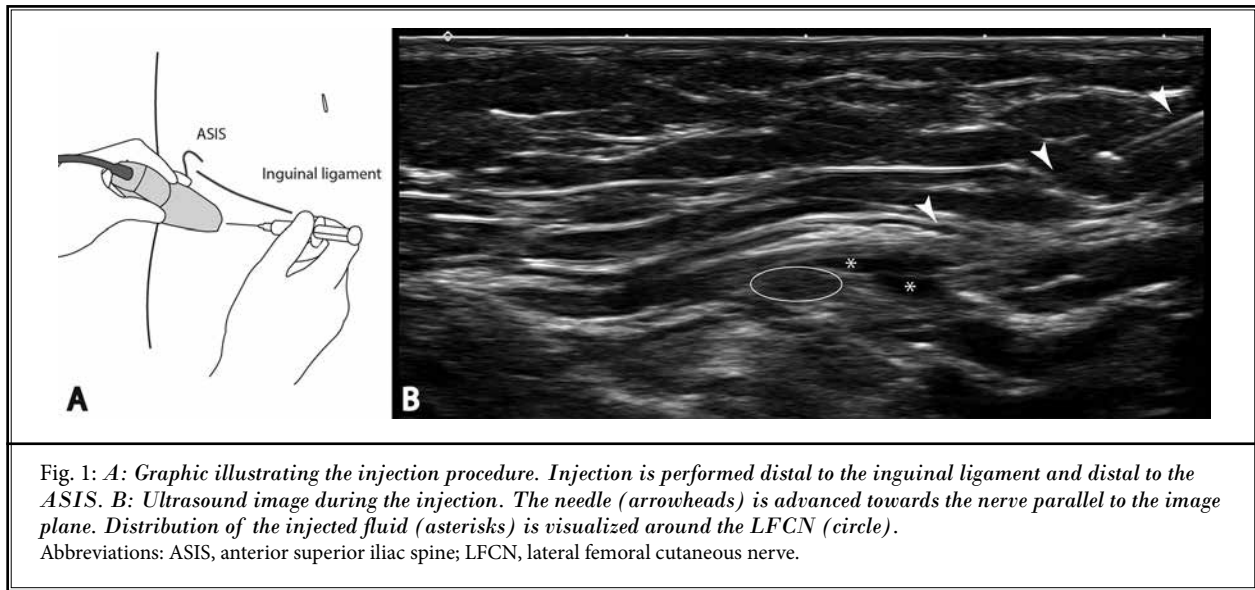 ASIS
Inguinal ligament
A
B
*
*
Fig. 1: A: Graphic illustrating the injection procedure. Injection is performed distal to the inguinal ligament and distal to the
ASIS. B: Ultrasound image during the injection. The needle (arrowheads) is advanced towards the nerve parallel to the image
plane. Distribution of the injected fluid (asterisks) is visualized around the LFCN (circle).
Abbreviations: ASIS, anterior superior iliac spine; LFCN, lateral femoral cutaneous nerve.